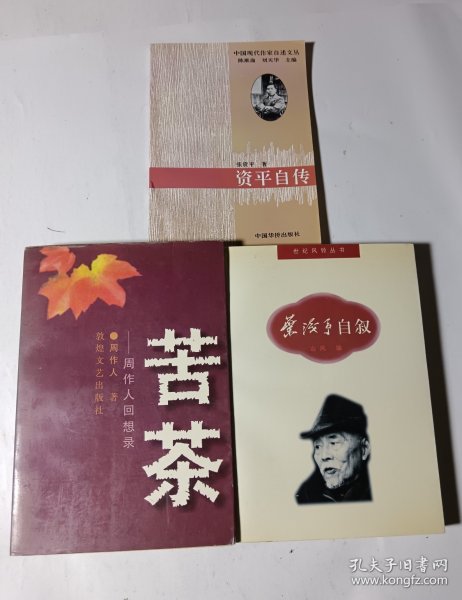 中国现代作家自述文丛
陈漱渝 刘天华 主编
张资平 著
资平自传
中国华侨出版社
苦茶
——周作人回想录
周作人 著
敦煌文艺出版社
世纪风铃丛书
叶浅予自叙
山风 编
孔夫子旧书网
www.kongfz.com